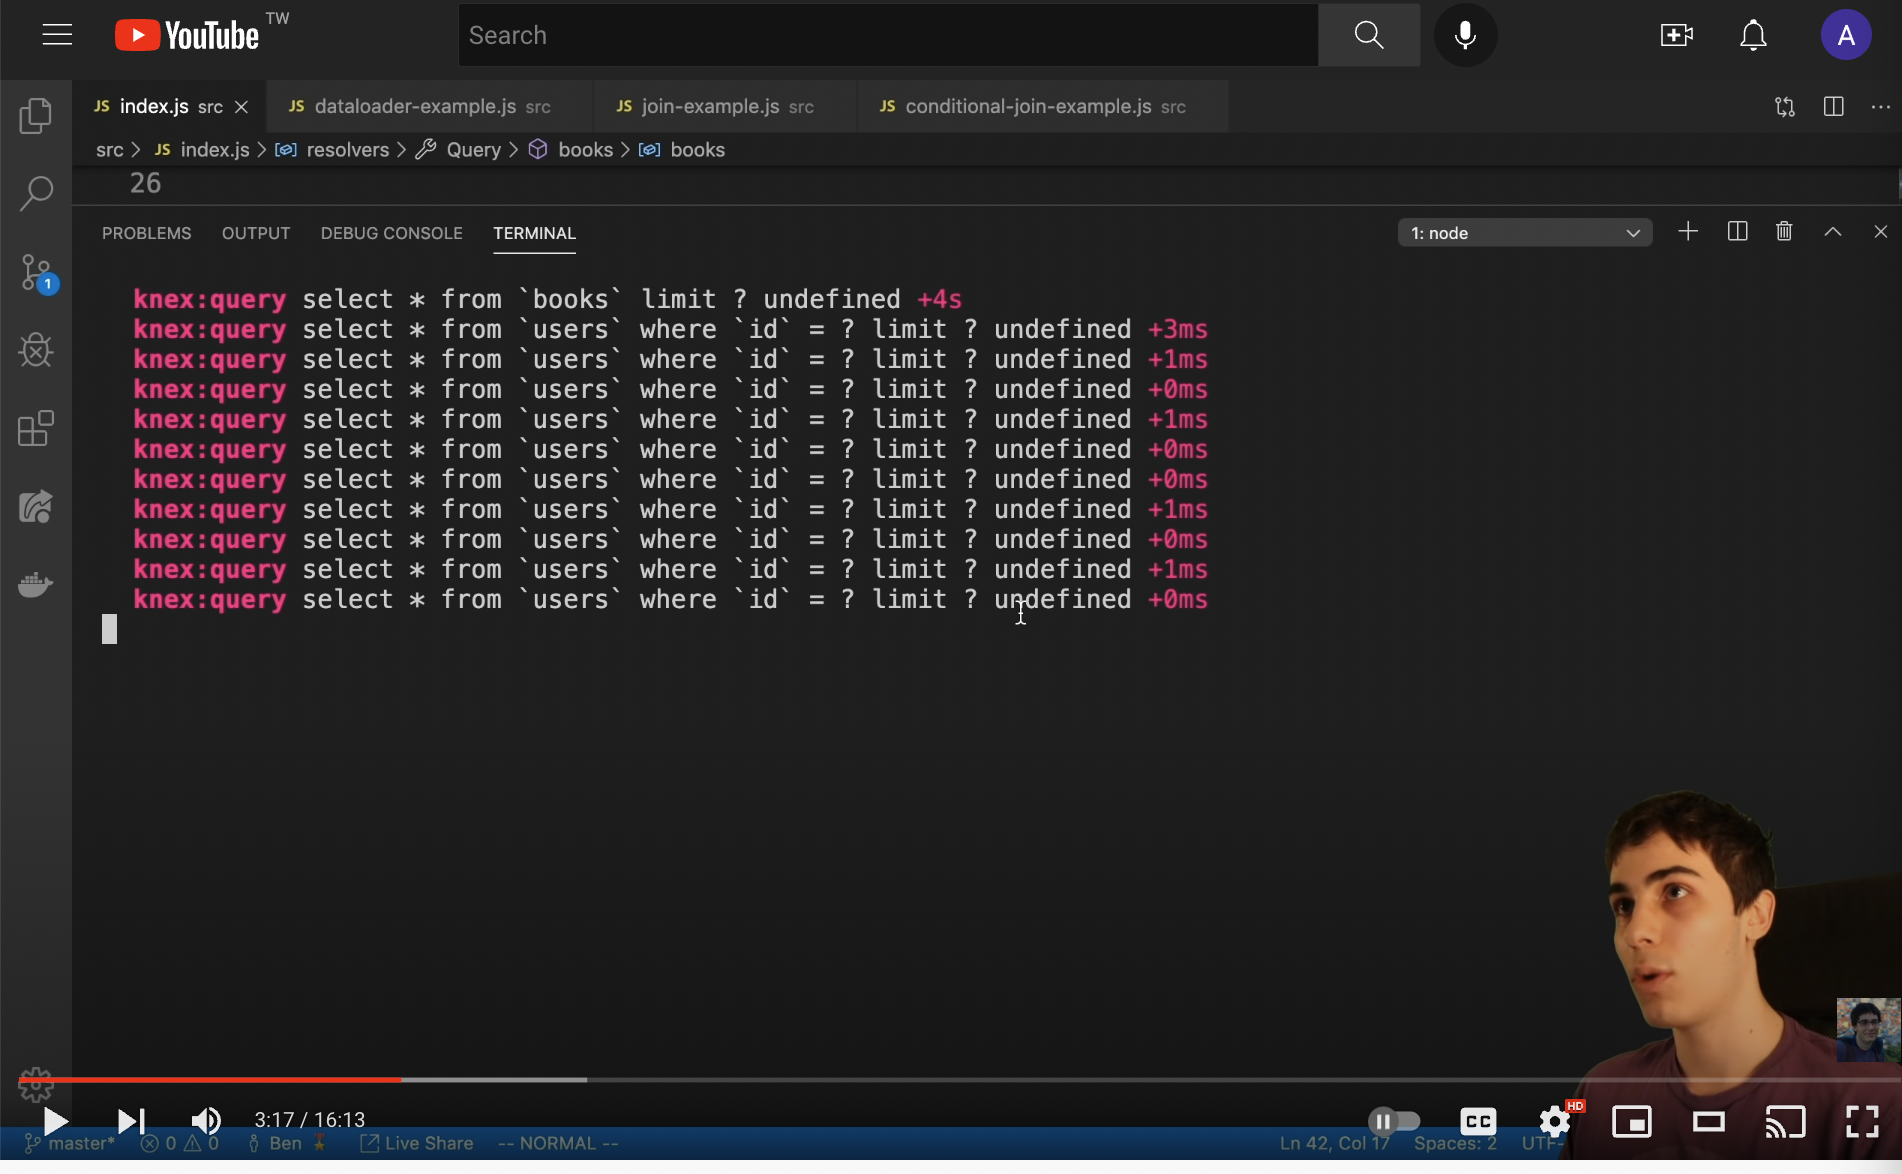 YouTube TW
Search
A
JS index.js src JS dataloader-example.js src JS join-example.js src JS conditional-join-example.js src
src > JS index.js > resolvers > Query > books > books
26
PROBLEMS OUTPUT DEBUG CONSOLE TERMINAL 1: node
1
knex:query select * from `books` limit ? undefined +4s
knex:query select * from `users` where `id` = ? limit ? undefined +3ms
knex:query select * from `users` where `id` = ? limit ? undefined +1ms
knex:query select * from `users` where `id` = ? limit ? undefined +0ms
knex:query select * from `users` where `id` = ? limit ? undefined +1ms
knex:query select * from `users` where `id` = ? limit ? undefined +0ms
knex:query select * from `users` where `id` = ? limit ? undefined +0ms
knex:query select * from `users` where `id` = ? limit ? undefined +1ms
knex:query select * from `users` where `id` = ? limit ? undefined +0ms
knex:query select * from `users` where `id` = ? limit ? undefined +1ms
knex:query select * from `users` where `id` = ? limit ? undefined +0ms
3:17 / 16:13 CC HD
master* 0 0 Ben Live Share -- NORMAL -- Ln 42, Col 17 Spaces: 2 UTF-